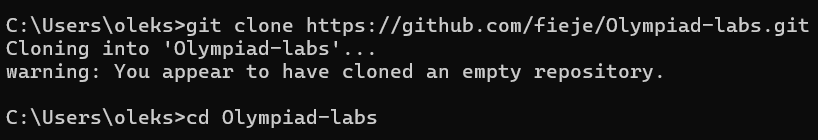 C:\Users\oleks>git clone https://github.com/fieje/Olympiad-labs.git
Cloning into 'Olympiad-labs'...
warning: You appear to have cloned an empty repository.
C:\Users\oleks>cd Olympiad-labs